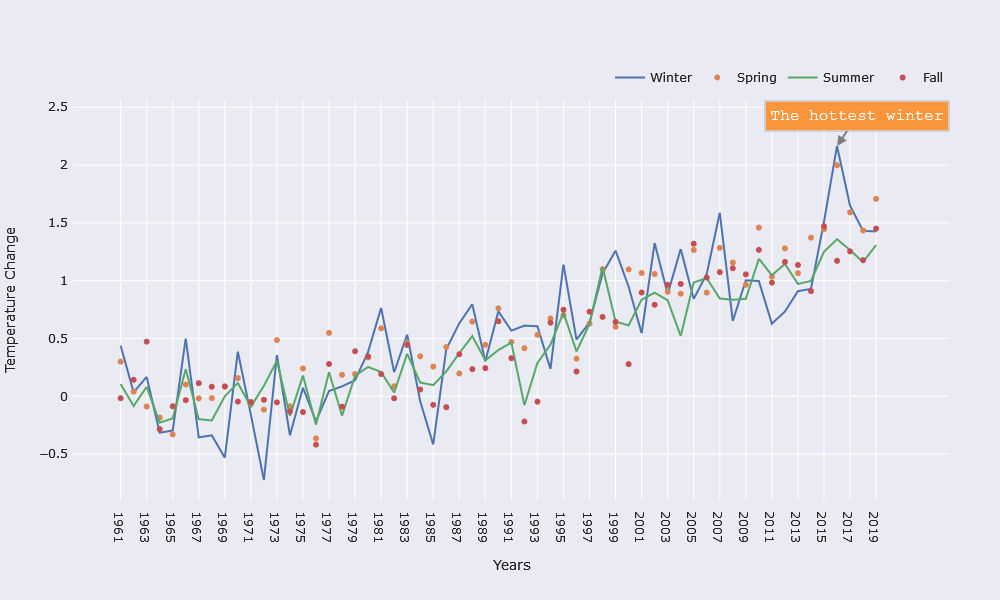 Winter Spring Summer Fall
The hottest winter
2.5
2
1.5
1
0.5
0
−0.5
Temperature Change
1961 1963 1965 1967 1969 1971 1973 1975 1977 1979 1981 1983 1985 1987 1989 1991 1993 1995 1997 1999 2001 2003 2005 2007 2009 2011 2013 2015 2017 2019
Years